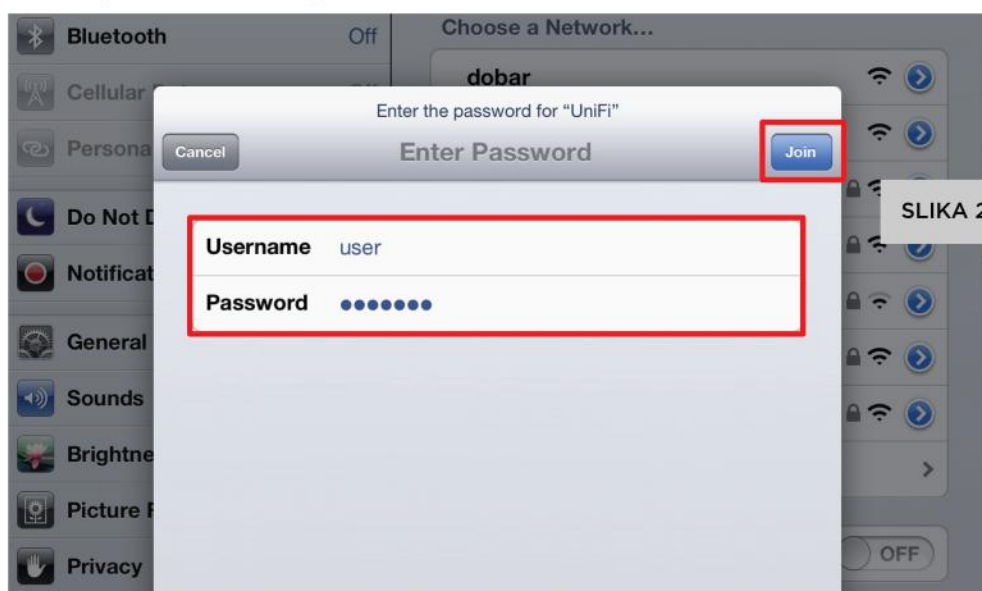 Bluetooth Off
Choose a Network...
Cellular
dobar
Enter the password for “UniFi”
Persona
Cancel
Enter Password
Join
Do Not D
SLIKA 2
Username user
Notificat
Password ●●●●●●●
General
Sounds
Brightne
Picture F
Privacy
OFF